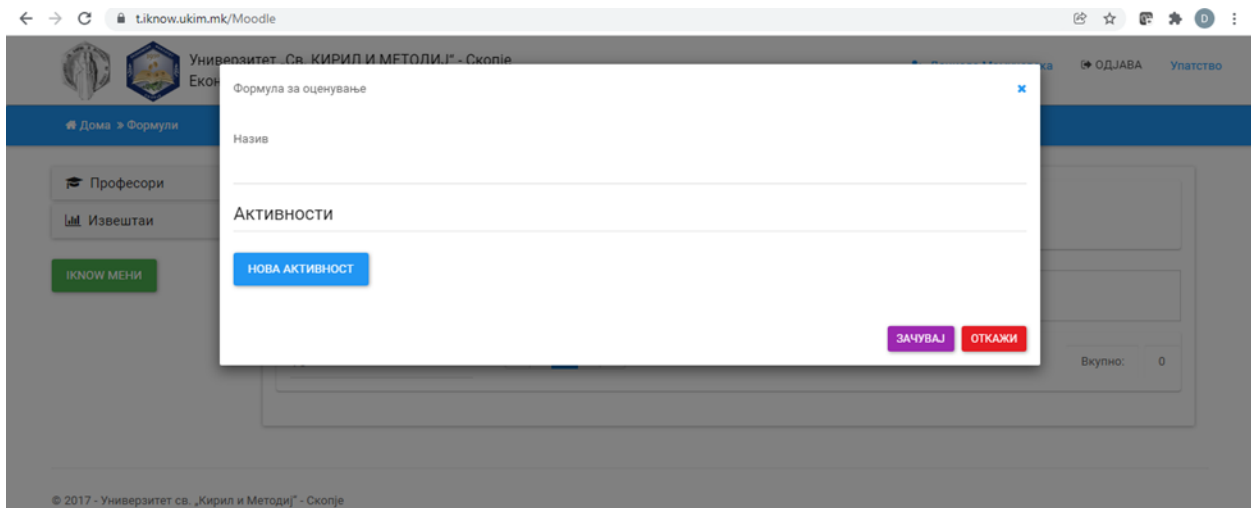 t.iknow.ukim.mk/Moodle
D
Универзитет „Св. КИРИЛ И МЕТОДИЈ" - Скопје
ОДЈАВА
Упатство
Формула за оценување
Дома » Формули
Назив
Професори
Активности
Извештаи
НОВА АКТИВНОСТ
IKNOW МЕНИ
ЗАЧУВАЈ
ОТКАЖИ
Вкупно: 0
© 2017 - Универзитет св. „Кирил и Методиј" - Скопје